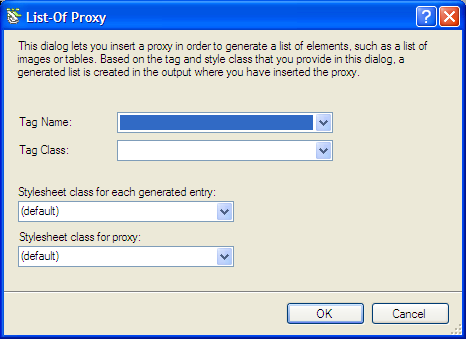 List-Of Proxy
This dialog lets you insert a proxy in order to generate a list of elements, such as a list of
images or tables. Based on the tag and style class that you provide in this dialog, a
generated list is created in the output where you have inserted the proxy.
Tag Name:
Tag Class:
Stylesheet class for each generated entry:
(default)
Stylesheet class for proxy:
(default)
OK Cancel